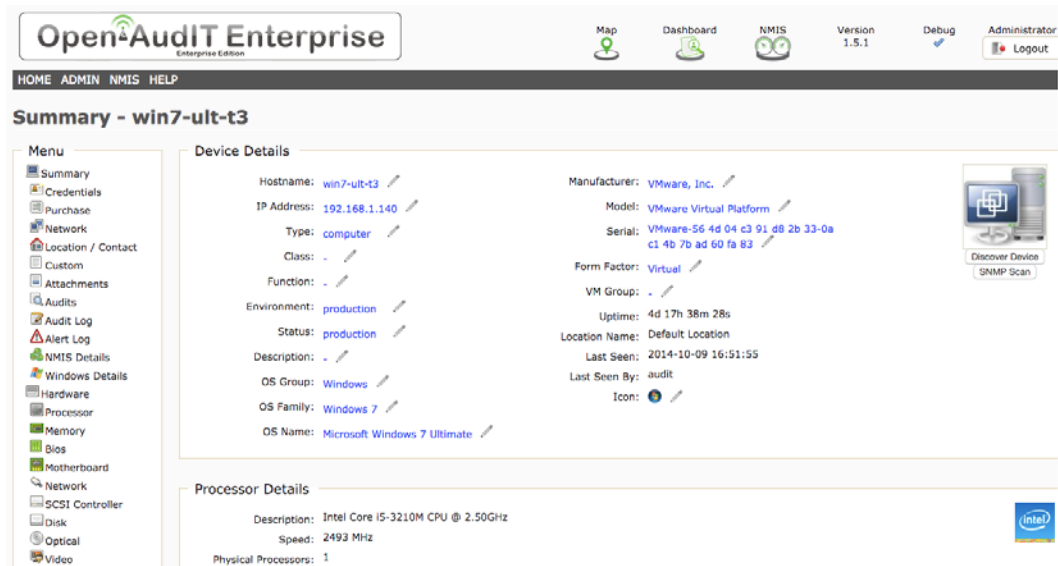 Open-AudIT Enterprise
Enterprise Edition
Map
Dashboard
NMIS
Version
1.5.1
Debug
Administrator
Logout
HOME ADMIN NMIS HELP
Summary - win7-ult-t3
Menu
Summary
Credentials
Purchase
Network
Location / Contact
Custom
Attachments
Audits
Audit Log
Alert Log
NMIS Details
Windows Details
Hardware
Processor
Memory
Bios
Motherboard
Network
SCSI Controller
Disk
Optical
Video
Device Details
Hostname: win7-ult-t3
IP Address: 192.168.1.140
Type: computer
Class: -
Function: -
Environment: production
Status: production
Description: -
OS Group: Windows
OS Family: Windows 7
OS Name: Microsoft Windows 7 Ultimate
Manufacturer: VMware, Inc.
Model: VMware Virtual Platform
Serial: VMware-56 4d 04 c3 91 d8 2b 33-0a
c1 4b 7b ad 60 fa 83
Form Factor: Virtual
VM Group: -
Uptime: 4d 17h 38m 28s
Location Name: Default Location
Last Seen: 2014-10-09 16:51:55
Last Seen By: audit
Icon:
Discover Device
SNMP Scan
Processor Details
Description: Intel Core i5-3210M CPU @ 2.50GHz
Speed: 2493 MHz
Physical Processors: 1
intel